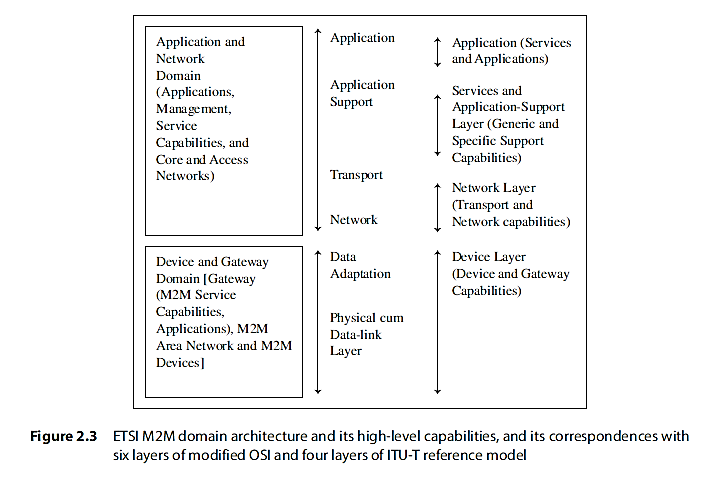 Application and
Network
Domain
(Applications,
Management,
Service
Capabilities, and
Core and Access
Networks)
Application
Application
Support
Transport
Network
Application (Services
and Applications)
Services and
Application-Support
Layer (Generic and
Specific Support
Capabilities)
Network Layer
(Transport and
Network capabilities)
Device and Gateway
Domain [Gateway
(M2M Service
Capabilities,
Applications), M2M
Area Network and M2M
Devices]
Data
Adaptation
Physical cum
Data-link
Layer
Device Layer
(Device and Gateway
Capabilities)
Figure 2.3 ETSI M2M domain architecture and its high-level capabilities, and its correspondences with
six layers of modified OSI and four layers of ITU-T reference model